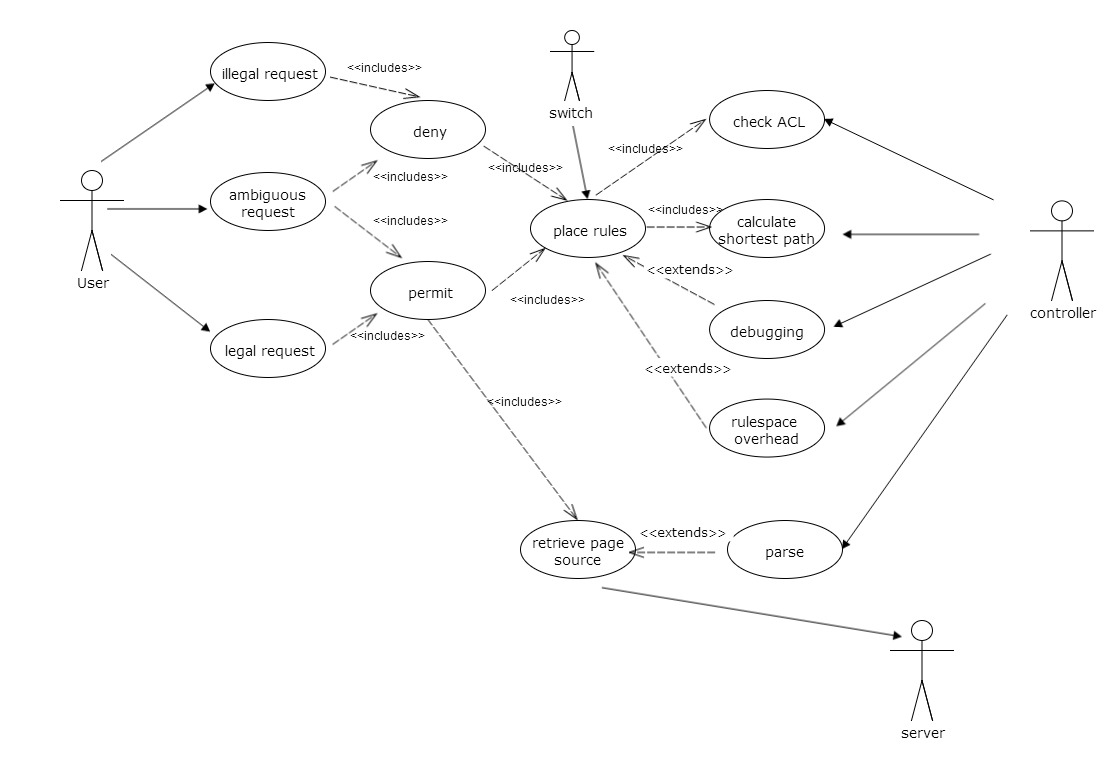 illegal request
<<includes>>
deny
switch
check ACL
<<includes>>
<<includes>>
<<includes>>
ambiguous
request
<<includes>>
place rules
<<includes>>
calculate
shortest path
User
permit
<<includes>>
<<extends>>
controller
legal request
<<includes>>
debugging
<<extends>>
<<includes>>
rulespace
overhead
retrieve page
source
<<extends>>
parse
server